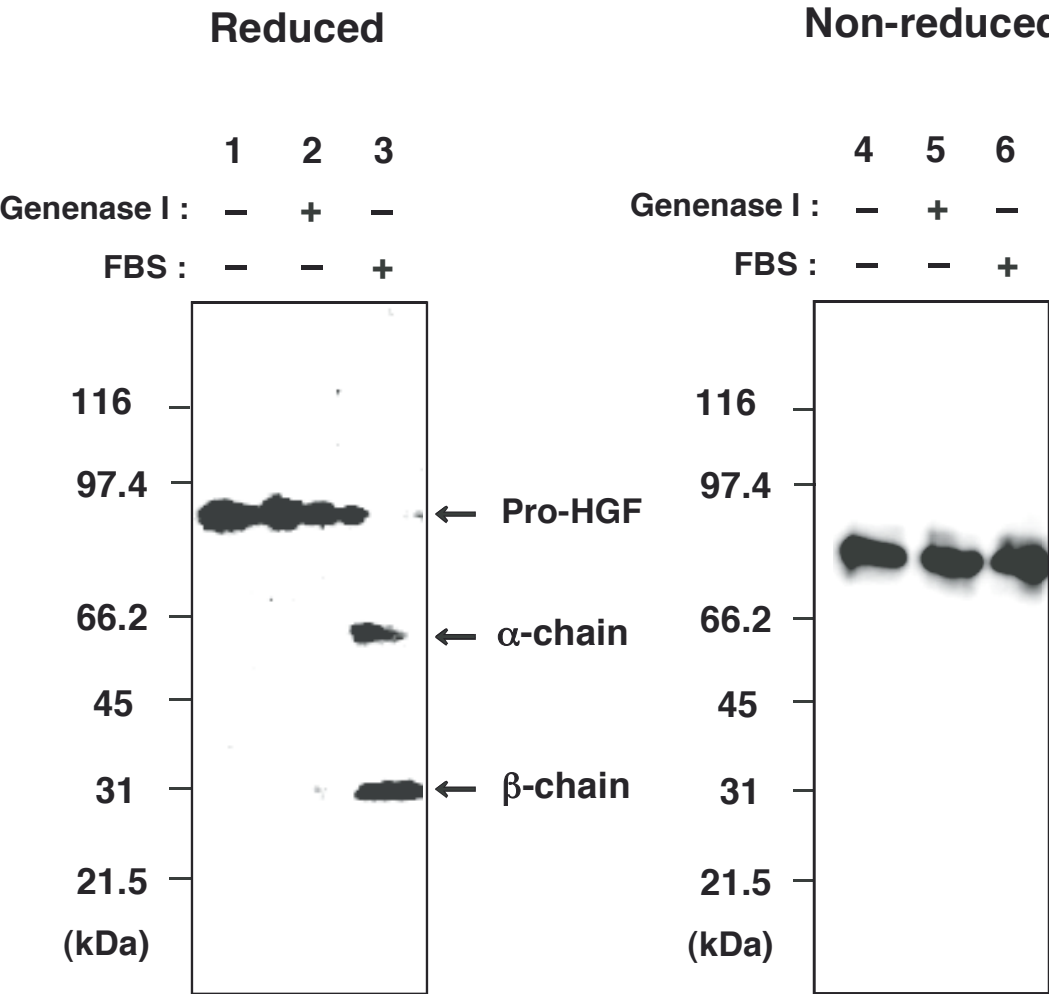 Reduced
Non-reduced
1 2 3
4 5 6
Genenase I : – + –
Genenase I : – + –
FBS : – – +
FBS : – – +
116
116
97.4
97.4
Pro-HGF
66.2
66.2
α-chain
45
45
31
31
β-chain
21.5
21.5
(kDa)
(kDa)